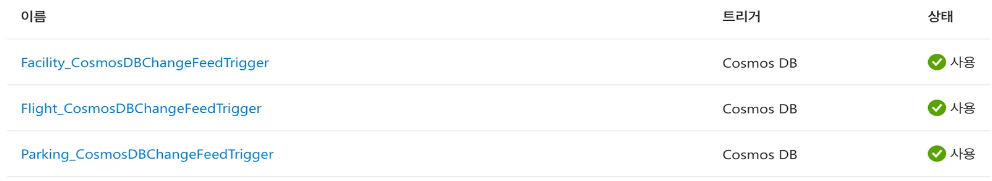 이름 트리거 상태
Facility_CosmosDBChangeFeedTrigger Cosmos DB 사용
Flight_CosmosDBChangeFeedTrigger Cosmos DB 사용
Parking_CosmosDBChangeFeedTrigger Cosmos DB 사용